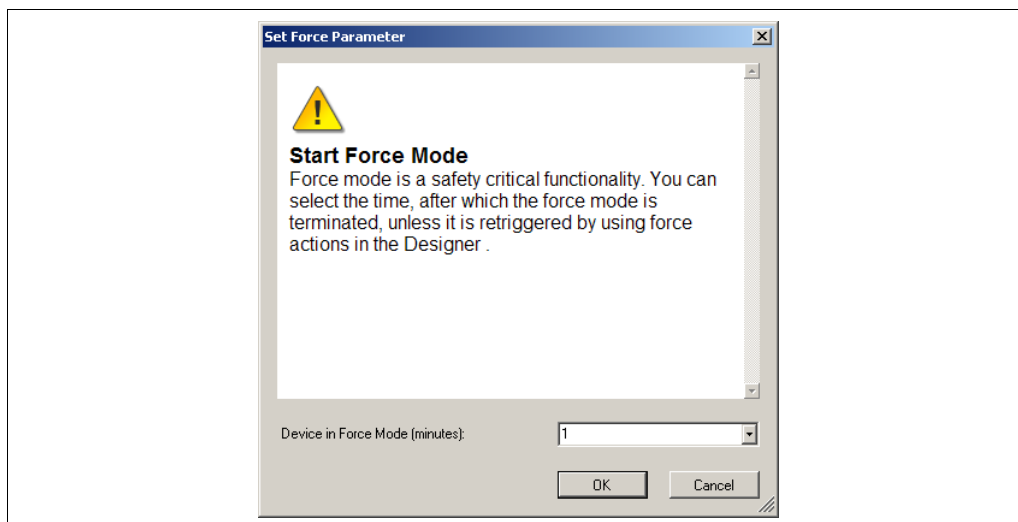 Set Force Parameter
Start Force Mode
Force mode is a safety critical functionality. You can
select the time, after which the force mode is
terminated, unless it is retriggered by using force
actions in the Designer .
Device in Force Mode (minutes):
1
OK
Cancel